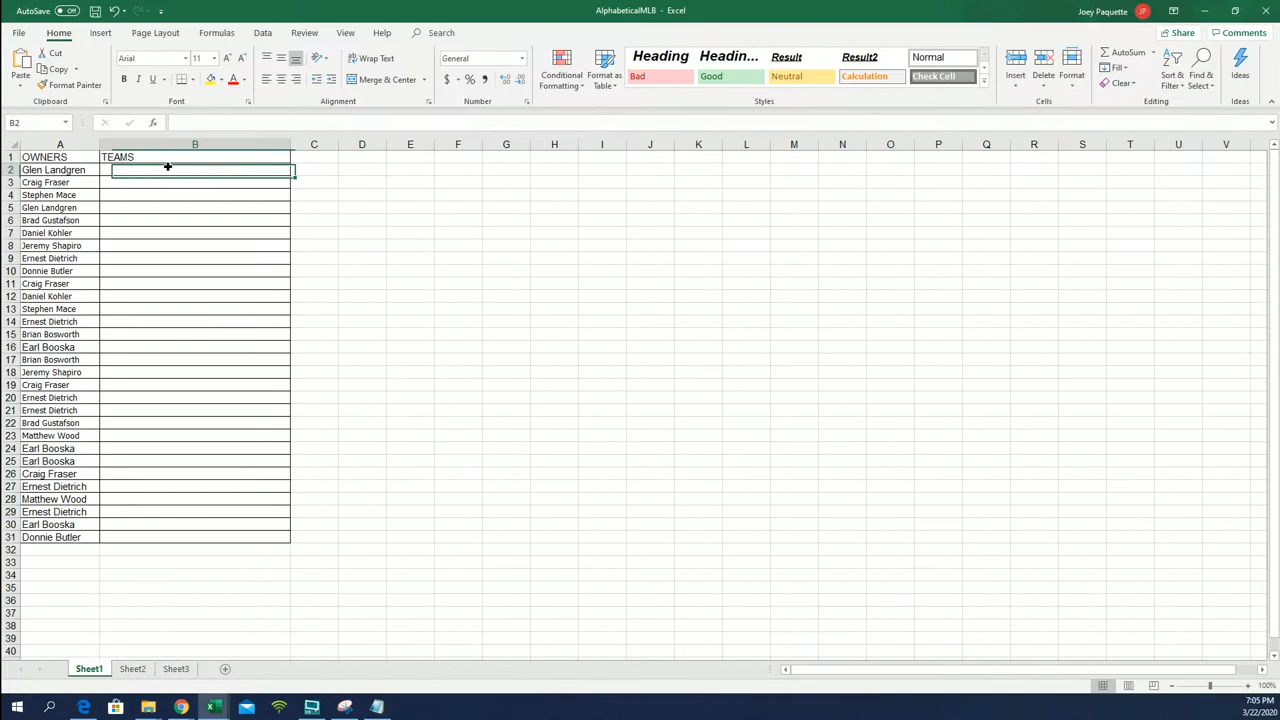 AutoSave Off
AlphabeticalMLB - Excel
Joey Paquette JP
File Home Insert Page Layout Formulas Data Review View Help Search
Share Comments
Paste
Cut
Copy
Format Painter
Clipboard
Arial 11
B I U
Font
Wrap Text
Merge & Center
Alignment
General
$ % ,
Number
Conditional Formatting
Format as Table
Heading Headin... Result Result2 Normal
Bad Good Neutral Calculation Check Cell
Styles
Insert Delete Format
Cells
AutoSum
Fill
Clear
Sort & Filter
Find & Select
Editing
Ideas
Ideas
B2 fx
A B C D E F G H I J K L M N O P Q R S T U V
1 OWNERS TEAMS
2 Glen Landgren
3 Craig Fraser
4 Stephen Mace
5 Glen Landgren
6 Brad Gustafson
7 Daniel Kohler
8 Jeremy Shapiro
9 Ernest Dietrich
10 Donnie Butler
11 Craig Fraser
12 Daniel Kohler
13 Stephen Mace
14 Ernest Dietrich
15 Brian Bosworth
16 Earl Booska
17 Brian Bosworth
18 Jeremy Shapiro
19 Craig Fraser
20 Ernest Dietrich
21 Ernest Dietrich
22 Brad Gustafson
23 Matthew Wood
24 Earl Booska
25 Earl Booska
26 Craig Fraser
27 Ernest Dietrich
28 Matthew Wood
29 Ernest Dietrich
30 Earl Booska
31 Donnie Butler
32
33
34
35
36
37
38
39
40
Sheet1 Sheet2 Sheet3
100%
7:05 PM
3/22/2020